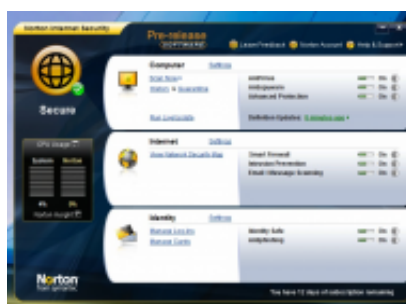 Norton Internet Security
Pre-release
SOFTWARE
Leave Feedback
Norton Account
Help & Support
Secure
CPU Usage
System Norton
Norton Insight
Computer Settings
Scan Now
History & Quarantine
Run LiveUpdate
Antivirus On
Antispyware On
Advanced Protection On
Definition Updates:
Internet Settings
View Network Security Map
Smart Firewall On
Intrusion Prevention On
Email / Message Scanning On
Identity Settings
Manage Log-ins
Manage Cards
Identity Safe On
Antiphishing On
Norton
from symantec
You have 12 days of subscription remaining